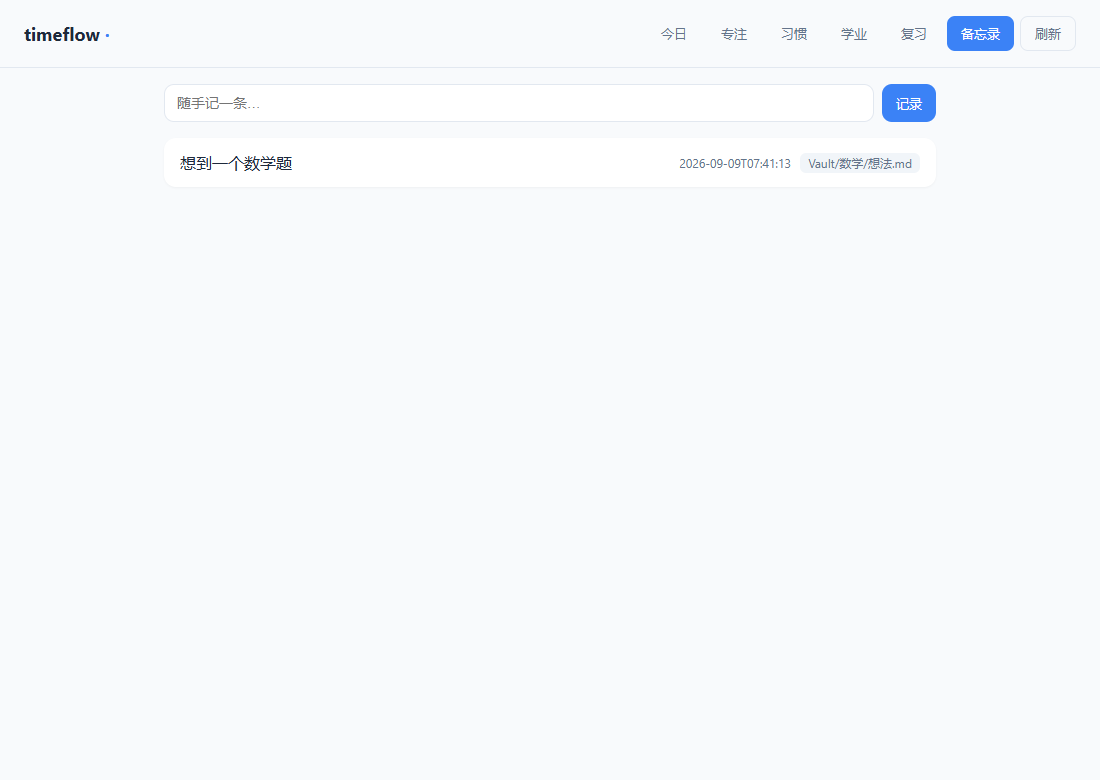 timeflow ·
今日 专注 习惯 学业 复习 备忘录 刷新
随手记一条… 记录
想到一个数学题 2026-09-09T07:41:13 Vault/数学/想法.md